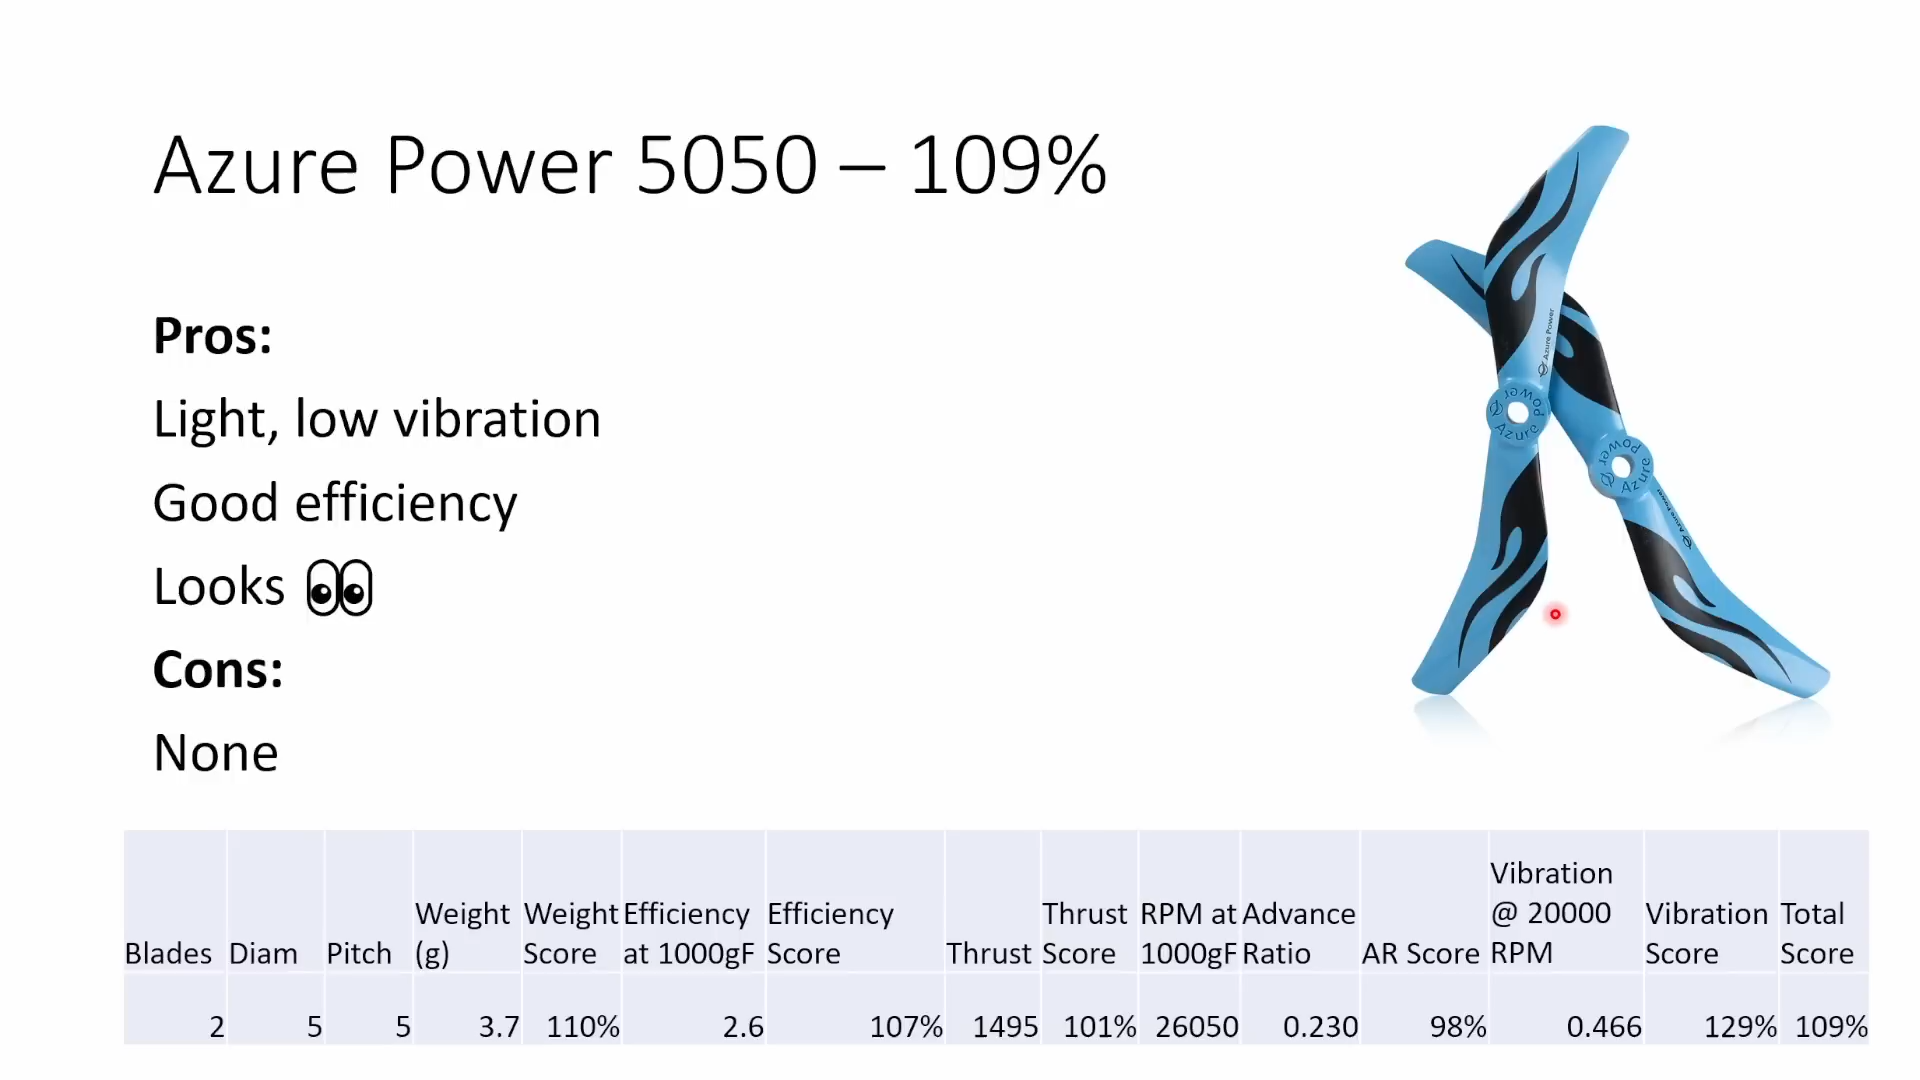 Azure Power 5050 – 109%
Pros:
Light, low vibration
Good efficiency
Looks 👀
Cons:
None
Azure Power
Azure Power
Azure Power
Azure Power
Blades Diam Pitch Weight (g) Weight Score Efficiency at 1000gF Efficiency Score Thrust Thrust Score RPM at 1000gF Advance Ratio AR Score Vibration @ 20000 RPM Vibration Score Total Score
2 5 5 3.7 110% 2.6 107% 1495 101% 26050 0.230 98% 0.466 129% 109%